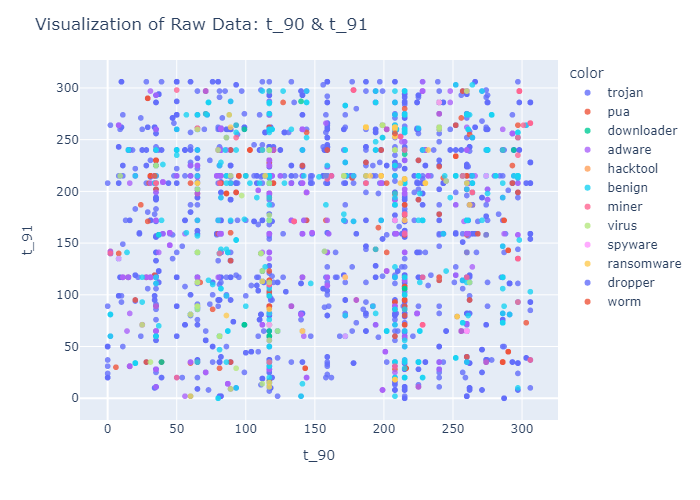 Visualization of Raw Data: t_90 & t_91
color
trojan
pua
downloader
adware
hacktool
benign
miner
virus
spyware
ransomware
dropper
worm
t_91
300
250
200
150
100
50
0
0 50 100 150 200 250 300
t_90